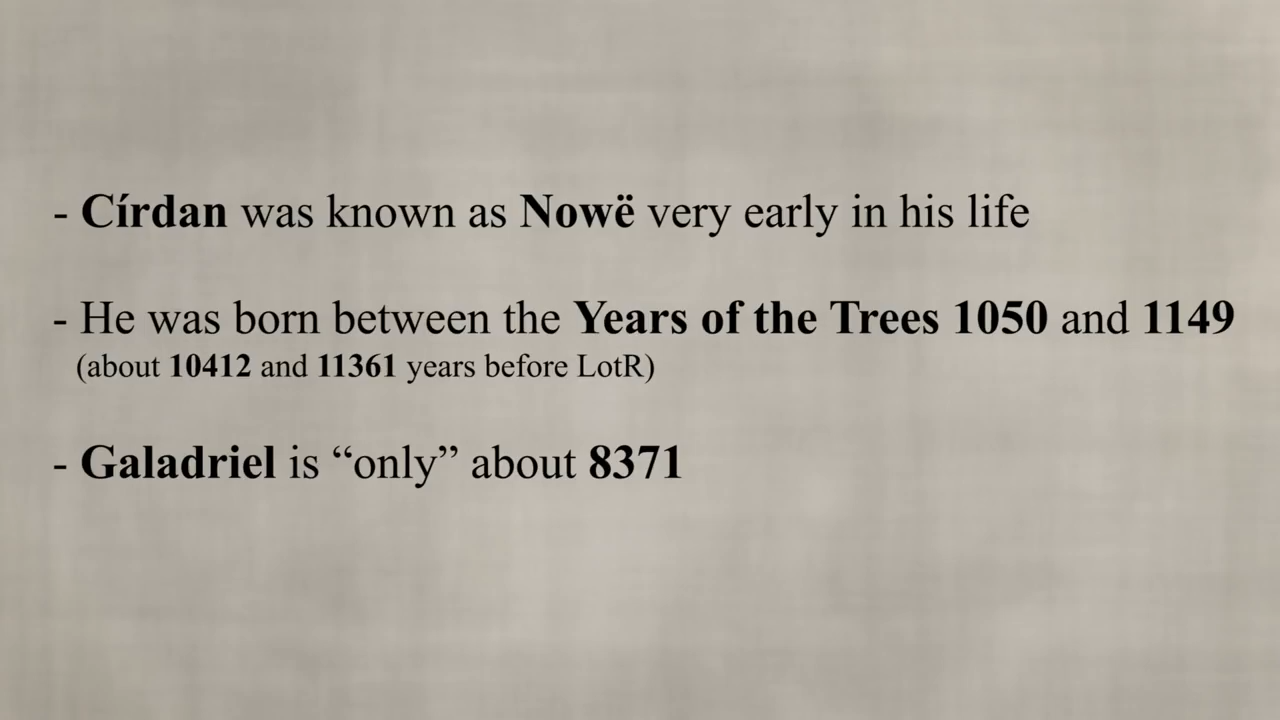 - Círdan was known as Nowë very early in his life
- He was born between the Years of the Trees 1050 and 1149
(about 10412 and 11361 years before LotR)
- Galadriel is “only” about 8371